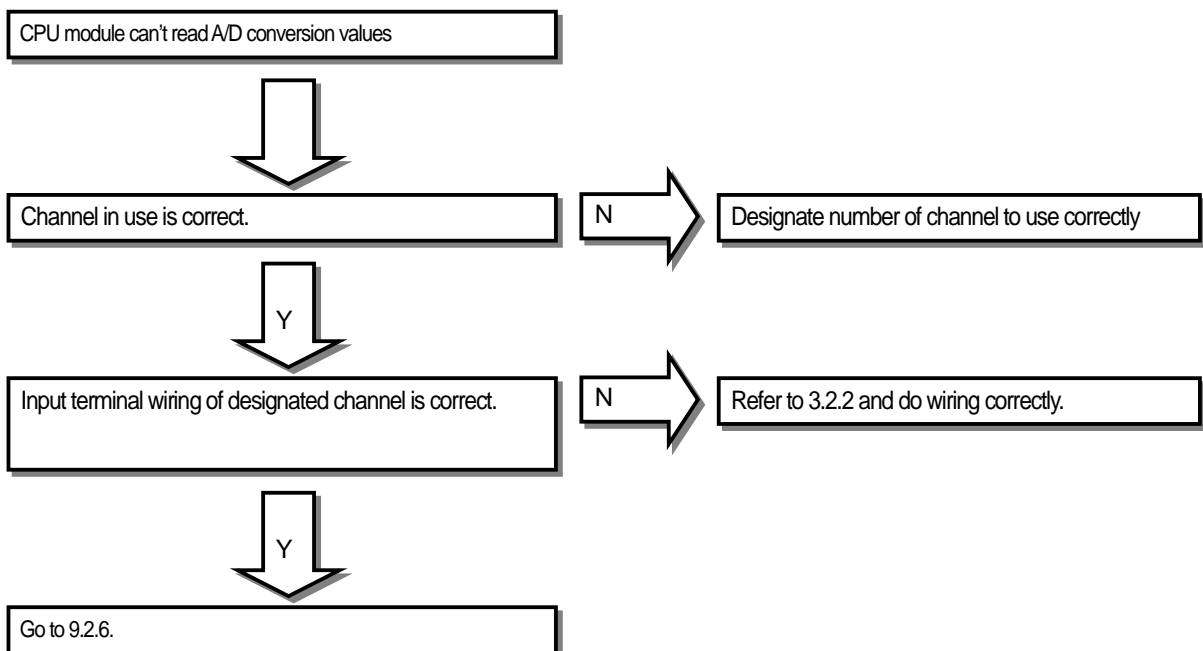 CPU module can’t read A/D conversion values
Channel in use is correct.
N
Designate number of channel to use correctly
Y
Input terminal wiring of designated channel is correct.
N
Refer to 3.2.2 and do wiring correctly.
Y
Go to 9.2.6.